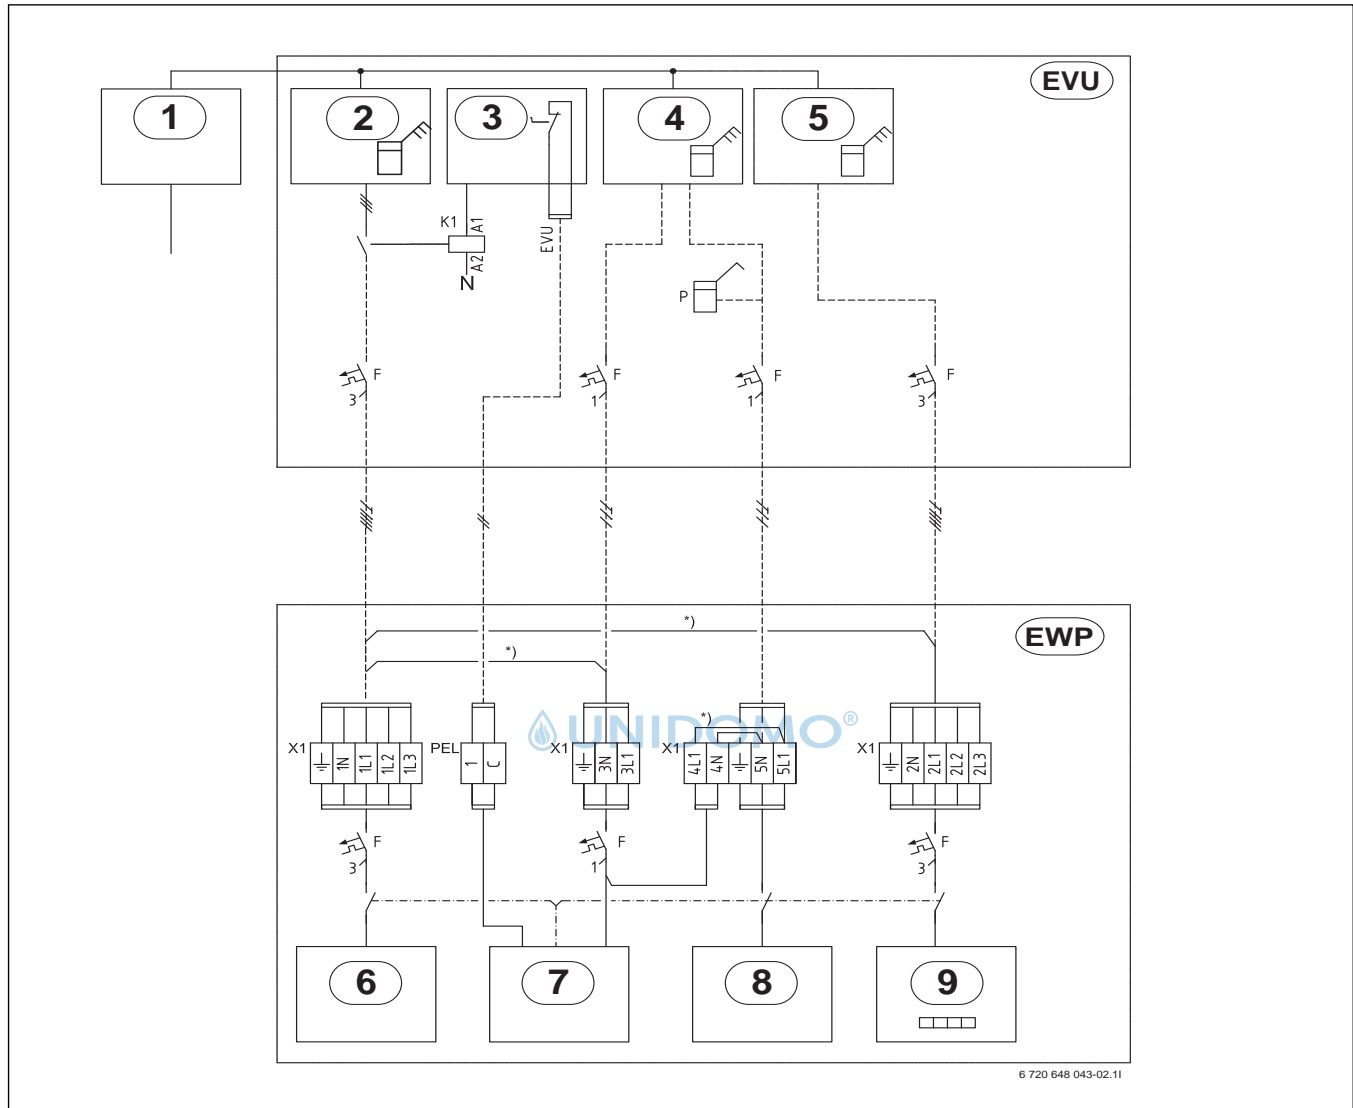 EVU
1
2
3
4
5
K1
A1
A2
N
EVU
P
F
3
F
1
F
1
F
3
EWP
*)
*)
*)
UNIDOMO®
X1
1N
1L1
1L2
1L3
PEL
1
C
X1
3N
3L1
X1
4L1
4N
5N
5L1
X1
2N
2L1
2L2
2L3
F
3
F
1
F
3
6
7
8
9
6 720 648 043-02.1I